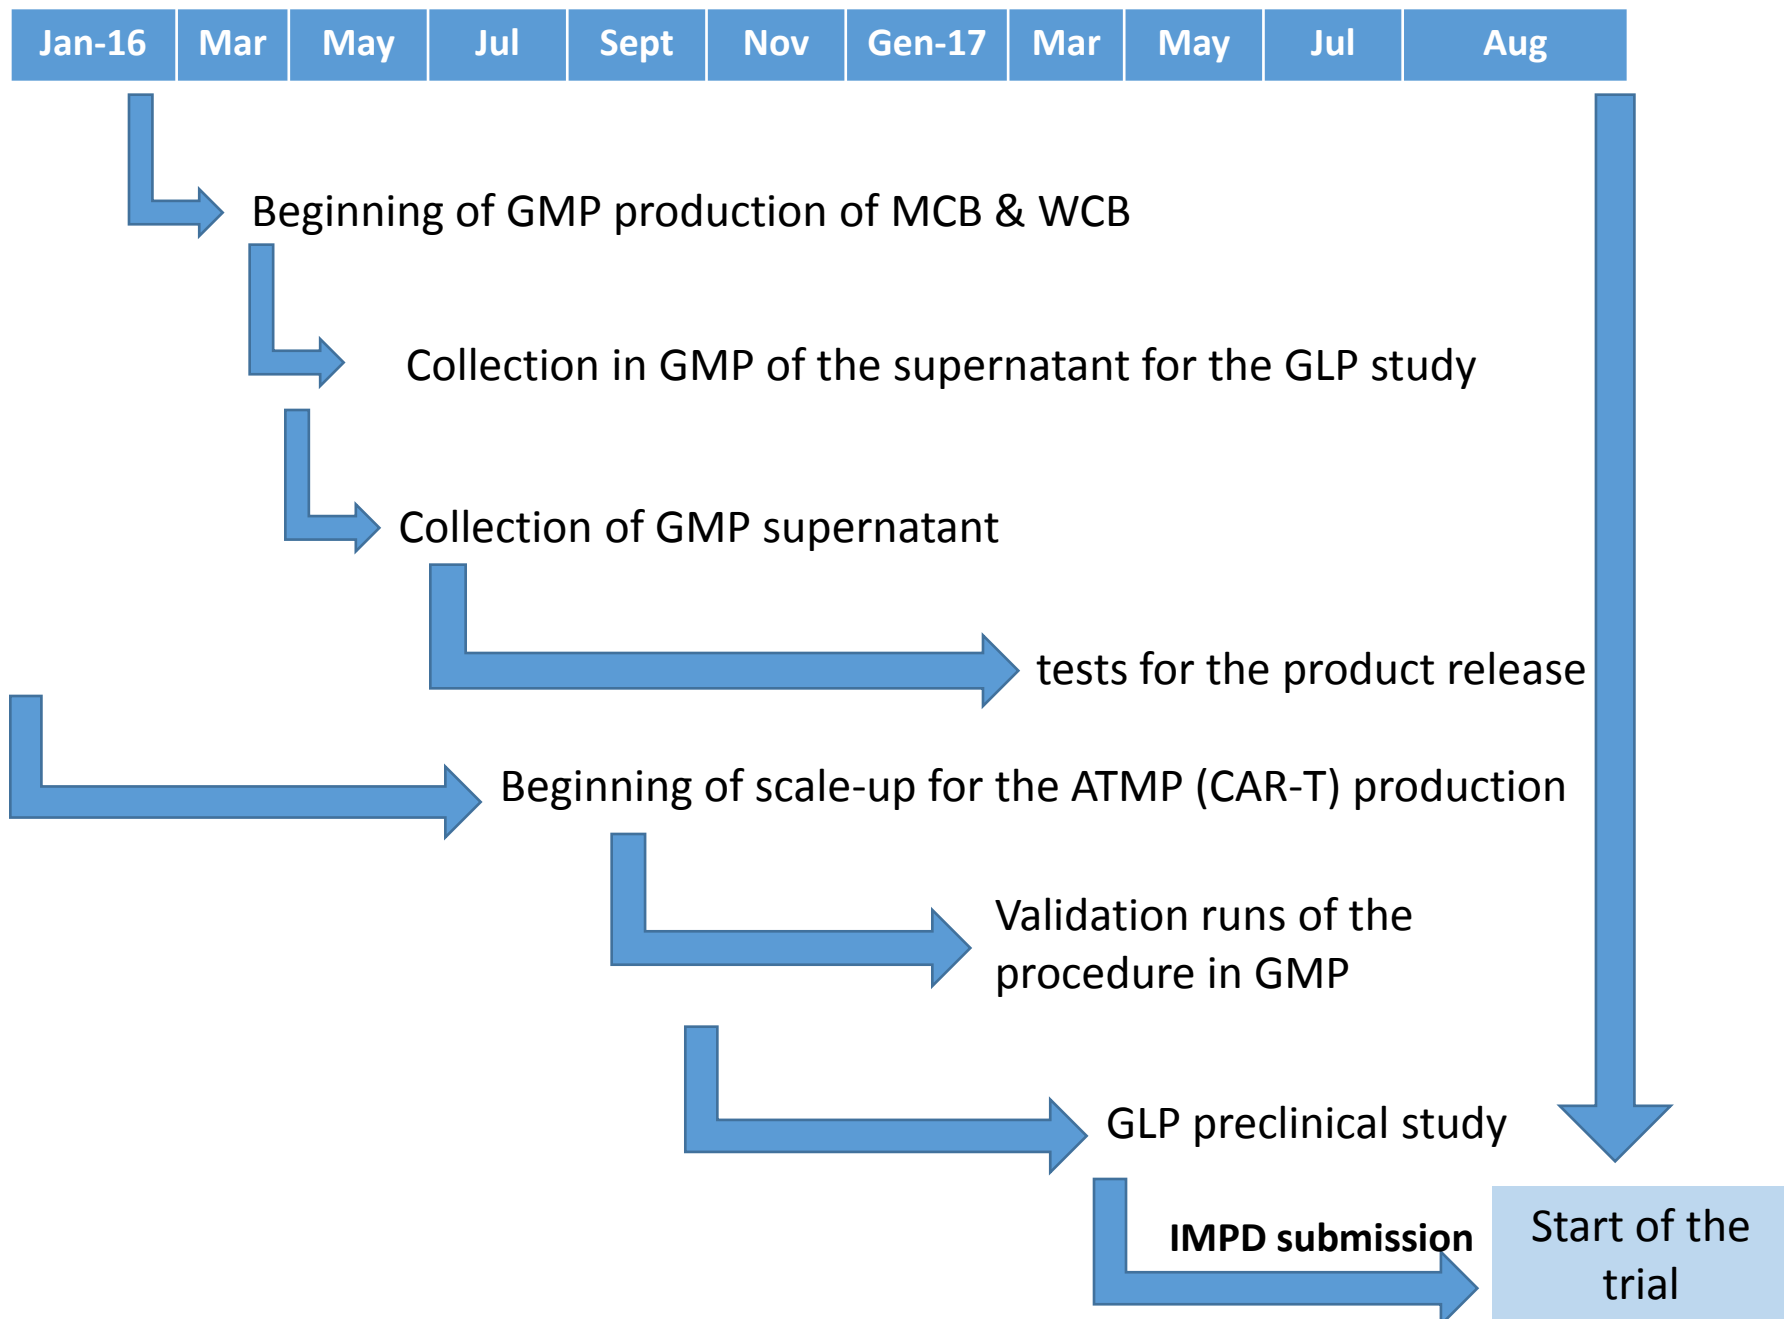 Jan-16 Mar May Jul Sept Nov Gen-17 Mar May Jul Aug
Beginning of GMP production of MCB & WCB
Collection in GMP of the supernatant for the GLP study
Collection of GMP supernatant
tests for the product release
Beginning of scale-up for the ATMP (CAR-T) production
Validation runs of the
procedure in GMP
GLP preclinical study
IMPD submission
Start of the
trial